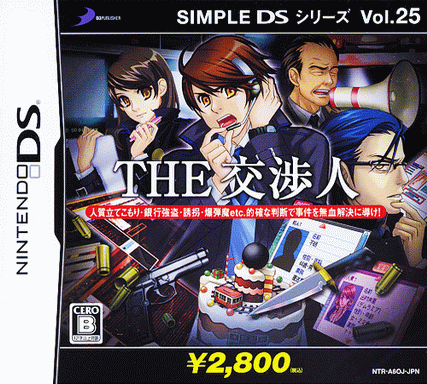 D3PUBLISHER
SIMPLE DS シリーズ Vol.25
NINTENDO DS
THE 交渉人
人質立てこもり・銀行強盗・誘拐・爆弾魔etc.的確な判断で事件を無血解決に導け!
CERO
B
¥2,800(税込)
NTR-A6OJ-JPN